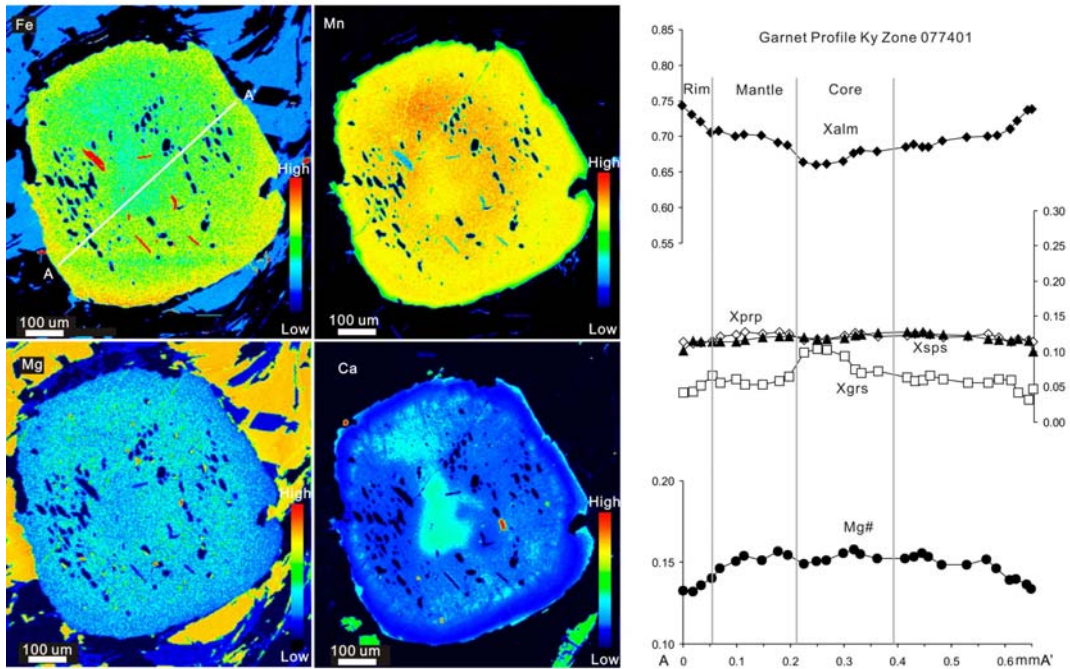 Fe
A'
A
High
Low
100 um
Mn
High
Low
100 um
Mg
High
Low
100 um
Ca
High
Low
100 um
Garnet Profile Ky Zone 077401
Rim Mantle Core
Xalm
Xprp
Xsps
Xgrs
Mg#
0.85
0.80
0.75
0.70
0.65
0.60
0.55
0.30
0.25
0.20
0.15
0.10
0.05
0.00
0.20
0.15
0.10
A 0 0.1 0.2 0.3 0.4 0.5 0.6mmA'